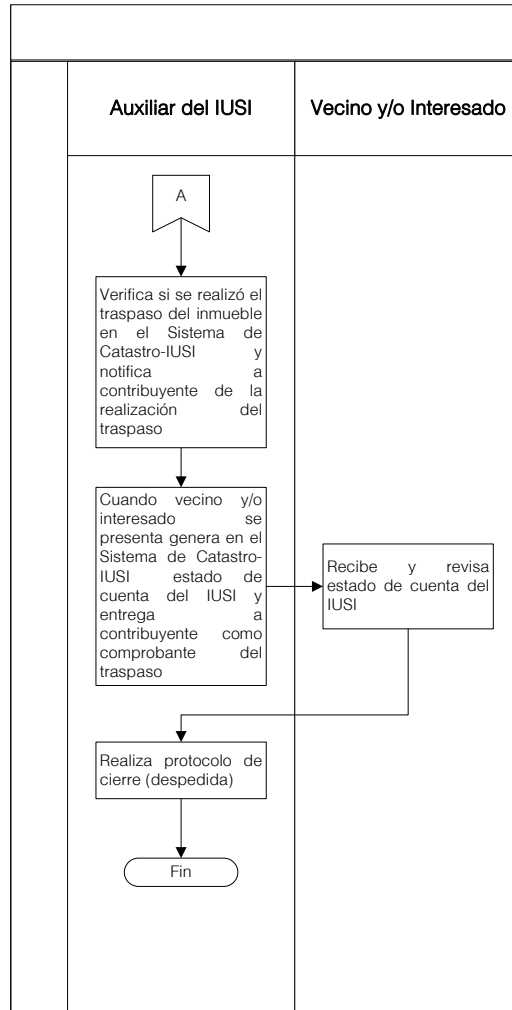 Auxiliar del IUSI
Vecino y/o Interesado
A
Verifica si se realizó el
traspaso del inmueble
en el Sistema de
Catastro-IUSI y
notifica a
contribuyente de la
realización del
traspaso
Cuando vecino y/o
interesado se
presenta genera en el
Sistema de Catastro-
IUSI estado de
cuenta del IUSI y
entrega a
contribuyente como
comprobante del
traspaso
Recibe y revisa
estado de cuenta del
IUSI
Realiza protocolo de
cierre (despedida)
Fin